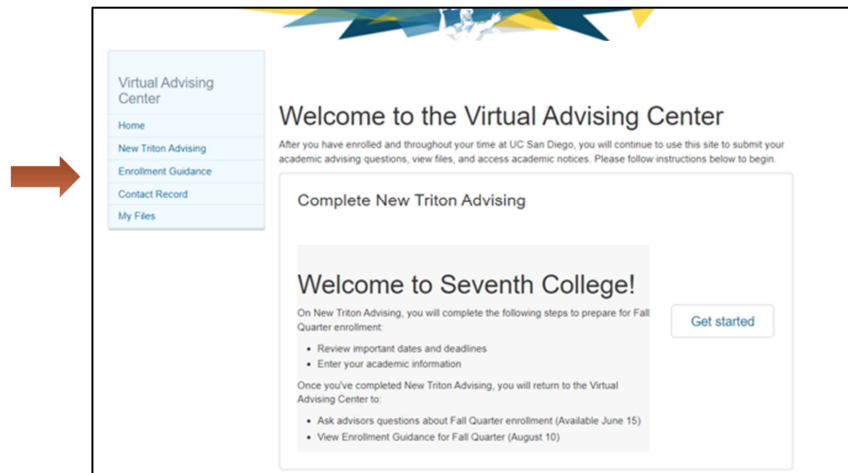 Virtual Advising
Center
Home
New Triton Advising
Enrollment Guidance
Contact Record
My Files
Welcome to the Virtual Advising Center
After you have enrolled and throughout your time at UC San Diego, you will continue to use this site to submit your
academic advising questions, view files, and access academic notices. Please follow instructions below to begin.
Complete New Triton Advising
Welcome to Seventh College!
On New Triton Advising, you will complete the following steps to prepare for Fall
Quarter enrollment:
• Review important dates and deadlines
• Enter your academic information
Once you've completed New Triton Advising, you will return to the Virtual
Advising Center to:
• Ask advisors questions about Fall Quarter enrollment (Available June 15)
• View Enrollment Guidance for Fall Quarter (August 10)
Get started